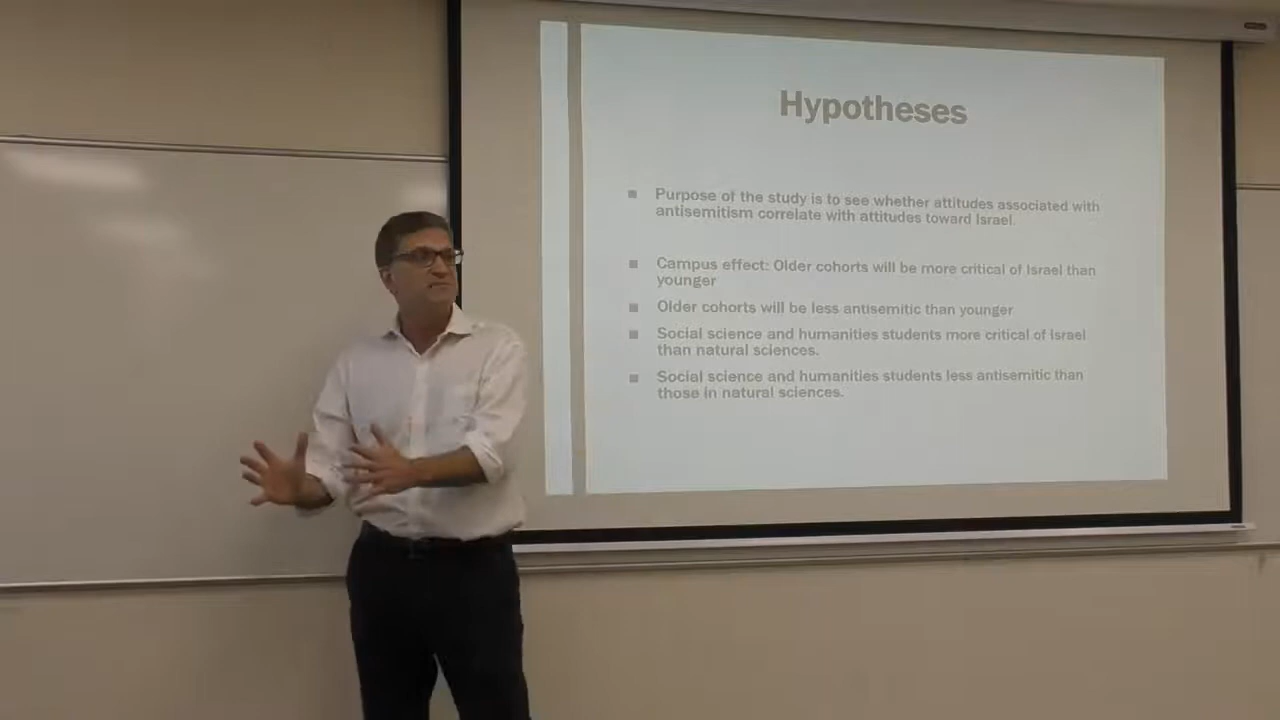 Hypotheses
Purpose of the study is to see whether attitudes associated with
antisemitism correlate with attitudes toward Israel.
Campus effect: Older cohorts will be more critical of Israel than
younger
Older cohorts will be less antisemitic than younger
Social science and humanities students more critical of Israel
than natural sciences.
Social science and humanities students less antisemitic than
those in natural sciences.